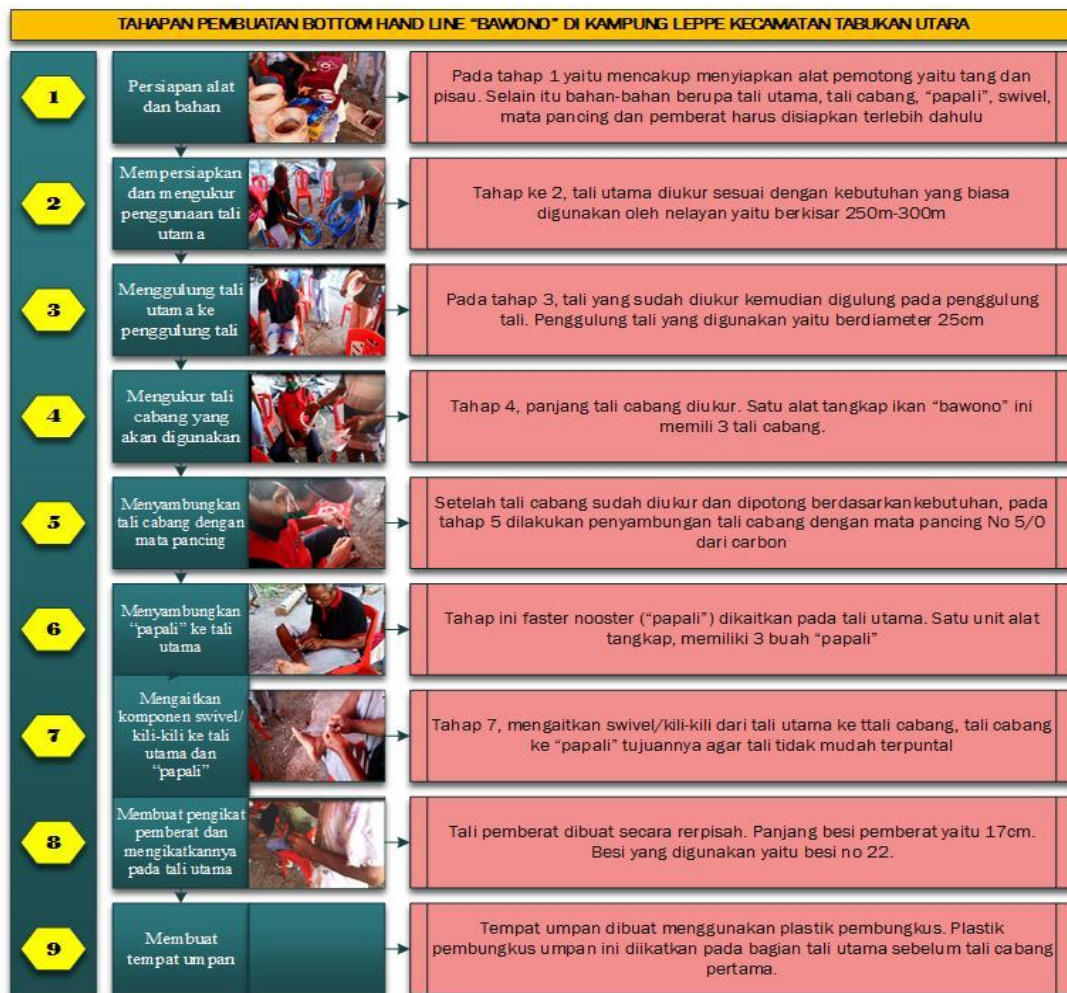 TAHAPAN PEMBUATAN BOTTOM HAND LINE "BAWONO" DI KAMPUNG LEPPE KECAMATAN TABUKAN UTARA
1
Persiapan alat
dan bahan
Pada tahap 1 yaitu mencakup menyiapkan alat pemotong yaitu tang dan
pisau. Selain itu bahan-bahan berupa tali utama, tali cabang, "papali", swivel,
mata pancing dan pemberat harus disiapkan terlebih dahulu
2
Mempersiapkan
dan mengukur
penggunaan tali
utama
Tahap ke 2, tali utama diukur sesuai dengan kebutuhan yang biasa
digunakan oleh nelayan yaitu berkisar 250m-300m
3
Menggulung tali
utama ke
penggulung tali
Pada tahap 3, tali yang sudah diukur kemudian digulung pada penggulung
tali. Penggulung tali yang digunakan yaitu berdiameter 25cm
4
Mengukur tali
cabang yang
akan digunakan
Tahap 4, panjang tali cabang diukur. Satu alat tangkap ikan "bawono" ini
memili 3 tali cabang.
5
Menyambungkan
tali cabang dengan
mata pancing
Setelah tali cabang sudah diukur dan dipotong berdasarkankebutuhan, pada
tahap 5 dilakukan penyambungan tali cabang dengan mata pancing No 5/0
dari carbon
6
Menyambungkan
"papali" ke tali
utama
Tahap ini faster nooster ("papali") dikaitkan pada tali utama. Satu unit alat
tangkap, memiliki 3 buah "papali"
7
Mengaitkan
komponen swivel/
kili-kili ke tali
utama dan
"papali"
Tahap 7, mengaitkan swivel/kili-kili dari tali utama ke ttali cabang, tali cabang
ke "papali" tujuannya agar tali tidak mudah terpuntal
8
Membuat pengikat
pemberat dan
mengikatkannya
pada tali utama
Tali pemberat dibuat secara rerpisah. Panjang besi pemberat yaitu 17cm.
Besi yang digunakan yaitu besi no 22.
9
Membuat
tempat umpan
Tempat umpan dibuat menggunakan plastik pembungkus. Plastik
pembungkus umpan ini diikatkan pada bagian tali utama sebelum tali cabang
pertama.